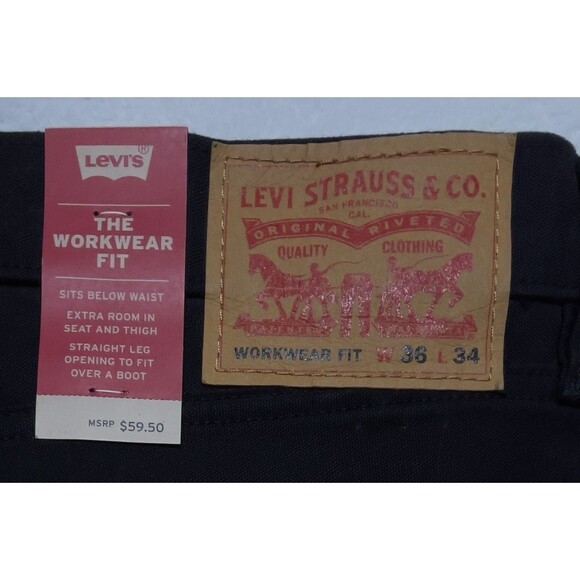 LEVI'S®
THE
WORKWEAR
FIT
SITS BELOW WAIST
EXTRA ROOM IN
SEAT AND THIGH
STRAIGHT LEG
OPENING TO FIT
OVER A BOOT
MSRP $59.50
LEVI STRAUSS & CO.
SAN FRANCISCO
CAL.
ORIGINAL RIVETED
QUALITY CLOTHING
WORKWEAR FIT W 36 L 34